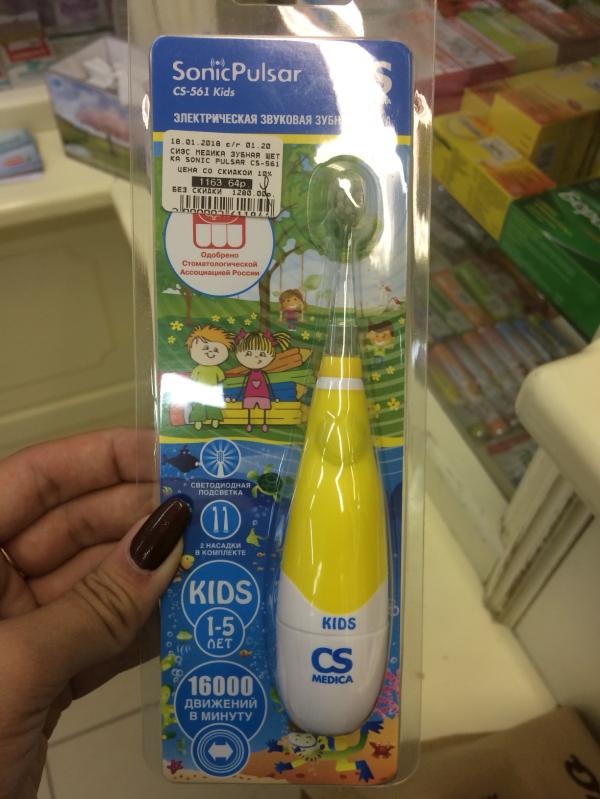 SonicPulsar
CS-561 Kids
ЭЛЕКТРИЧЕСКАЯ ЗВУКОВАЯ
18.01.2018 с/г 01.20
СИЭС МЕДИКА ЗУБНАЯ ЩЕТ
КА SONIC PULSAR CS-561
ЦЕНА СО СКИДКОЙ 10%
1163 64р.
БЕЗ СКИДКИ 1280.00р.
Одобрено
Стоматологической
Ассоциацией России
СВЕТОДИОДНАЯ
ПОДСВЕТКА
2 НАСАДКИ
В КОМПЛЕКТЕ
KIDS
1-5
ЛЕТ
16000
ДВИЖЕНИЙ
В МИНУТУ
KIDS
CS
MEDICA